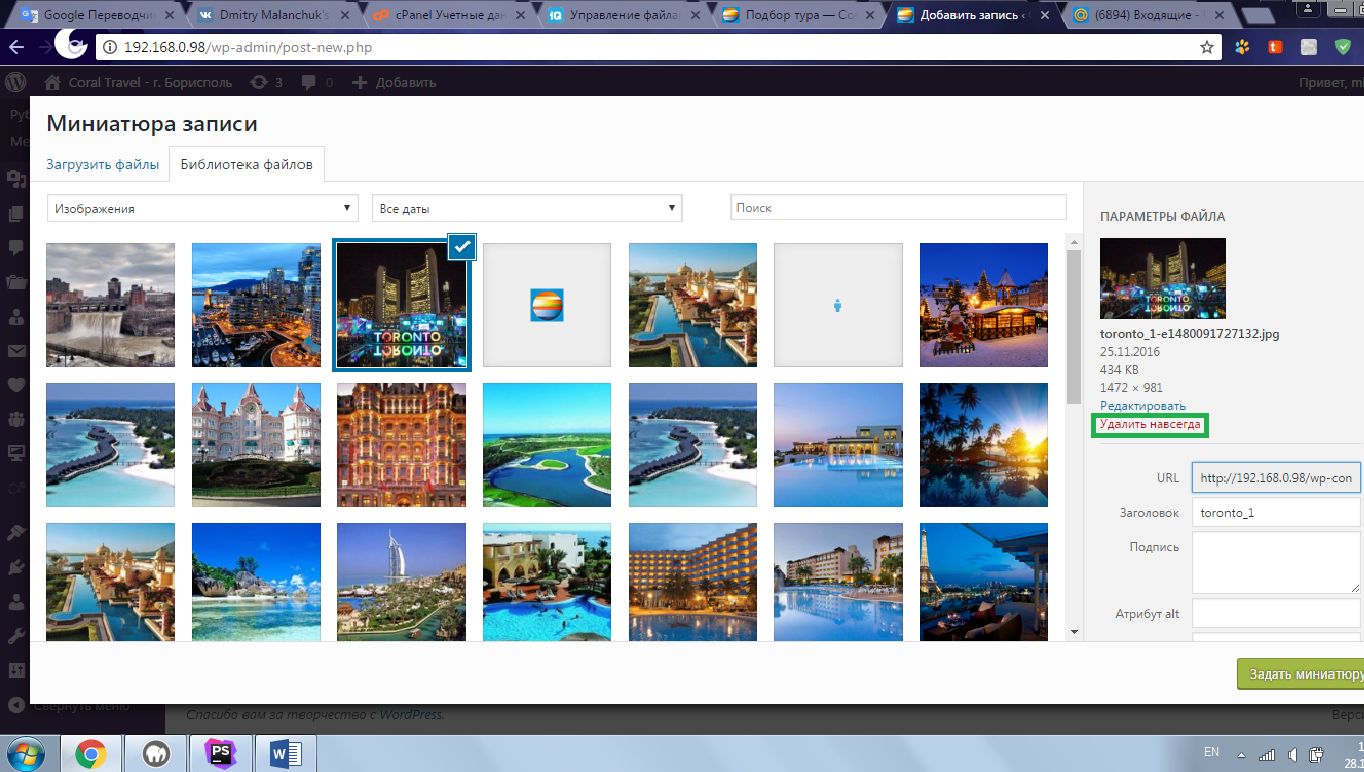 Google Переводчик
Dmitry Malanchuk's
cPanel Учетные дан
Управление файла
Подбор тура — Co
Добавить запись ‹
(6894) Входящие -
192.168.0.98/wp-admin/post-new.php
Coral Travel - г. Борисполь
3
0
Добавить
Привет, m
Миниатюра записи
Загрузить файлы
Библиотека файлов
Изображения
Все даты
Поиск
TORONTO
ПАРАМЕТРЫ ФАЙЛА
TORONTO
toronto_1-e1480091727132.jpg
25.11.2016
434 KB
1472 × 981
Редактировать
Удалить навсегда
URL
http://192.168.0.98/wp-con
Заголовок
toronto_1
Подпись
Атрибут alt
Задать миниатюру
Свернуть меню
Спасибо вам за творчество с WordPress.
Верси
PS
W
EN
28.1